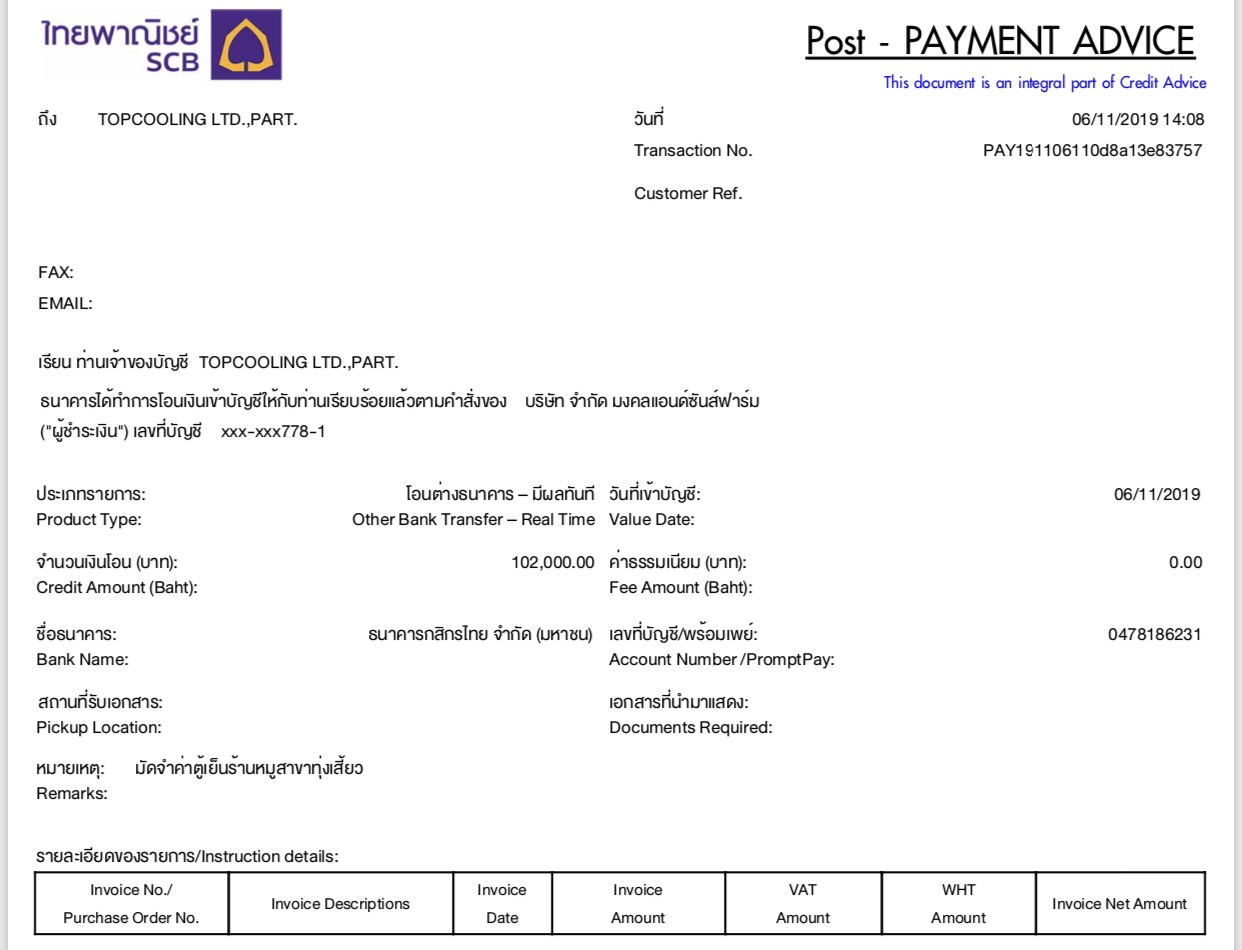 ไทยพาณิชย์
SCB
Post - PAYMENT ADVICE
This document is an integral part of Credit Advice
ถึง TOPCOOLING LTD.,PART.
วันที่ 06/11/2019 14:08
Transaction No. PAY191106110d8a13e83757
Customer Ref.
FAX:
EMAIL:
เรียน ท่านเจ้าของบัญชี TOPCOOLING LTD.,PART.
ธนาคารได้ทำการโอนเงินเข้าบัญชีให้กับท่านเรียบร้อยแล้วตามคำสั่งของ บริษัท จำกัด มงคลแอนด์ซันส์ฟาร์ม
("ผู้ชำระเงิน") เลขที่บัญชี xxx-xxx778-1
ประเภทรายการ: โอนต่างธนาคาร – มีผลทันที วันที่เข้าบัญชี: 06/11/2019
Product Type: Other Bank Transfer – Real Time Value Date:
จำนวนเงินโอน (บาท): 102,000.00 ค่าธรรมเนียม (บาท): 0.00
Credit Amount (Baht): Fee Amount (Baht):
ชื่อธนาคาร: ธนาคารกสิกรไทย จำกัด (มหาชน) เลขที่บัญชี/พร้อมเพย์: 0478186231
Bank Name: Account Number /PromptPay:
สถานที่รับเอกสาร: เอกสารที่นำมาแสดง:
Pickup Location: Documents Required:
หมายเหตุ: มัดจำค่าตู้เย็นร้านหมูสาขาทุ่งเสี้ยว
Remarks:
รายละเอียดของรายการ/Instruction details:
Invoice No./ Purchase Order No.
Invoice Descriptions
Invoice Date
Invoice Amount
VAT Amount
WHT Amount
Invoice Net Amount